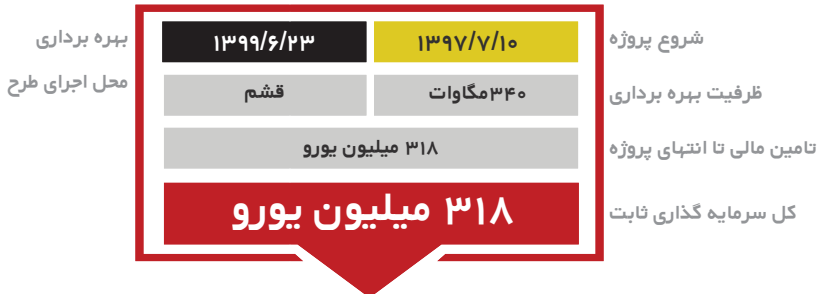 شروع پروژه ۱۳۹۷/۷/۱۰ ۱۳۹۹/۶/۲۳ بهره برداری
ظرفیت بهره برداری ۳۴۰مگاوات قشم محل اجرای طرح
تامین مالی تا انتهای پروژه ۳۱۸ میلیون یورو
کل سرمایه گذاری ثابت ۳۱۸ میلیون یورو